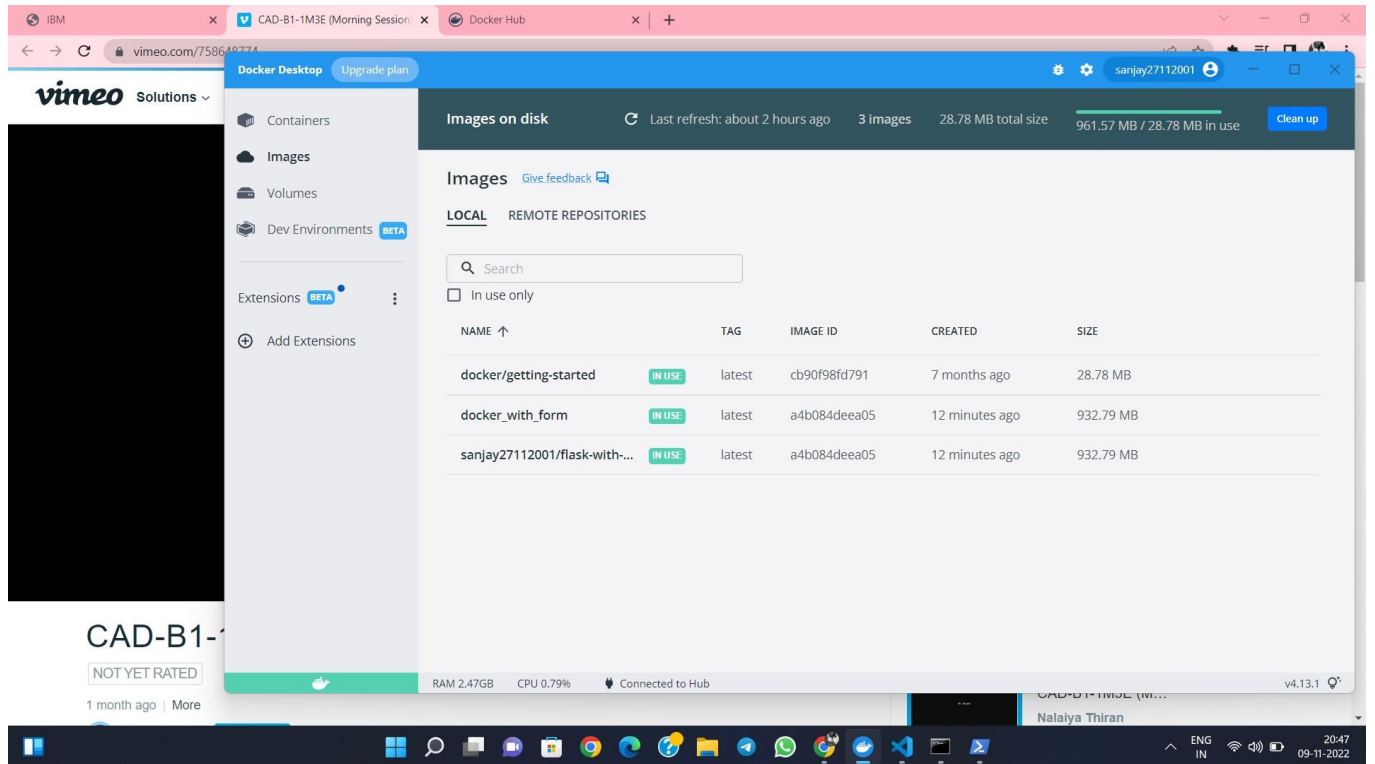 IBM
CAD-B1-1M3E (Morning Session)
Docker Hub
vimeo.com/758648774
vimeo Solutions
Docker Desktop Upgrade plan
sanjay27112001
Containers
Images
Volumes
Dev Environments BETA
Extensions BETA
Add Extensions
Images on disk
Last refresh: about 2 hours ago
3 images
28.78 MB total size
961.57 MB / 28.78 MB in use
Clean up
Images Give feedback
LOCAL REMOTE REPOSITORIES
Search
In use only
NAME TAG IMAGE ID CREATED SIZE
docker/getting-started IN USE latest cb90f98fd791 7 months ago 28.78 MB
docker_with_form IN USE latest a4b084deea05 12 minutes ago 932.79 MB
sanjay27112001/flask-with-... IN USE latest a4b084deea05 12 minutes ago 932.79 MB
RAM 2.47GB CPU 0.79% Connected to Hub
v4.13.1
CAD-B1-1
NOT YET RATED
1 month ago | More
CAD-B1-1M3E (M...
Nalaiya Thiran
ENG
IN
20:47
09-11-2022